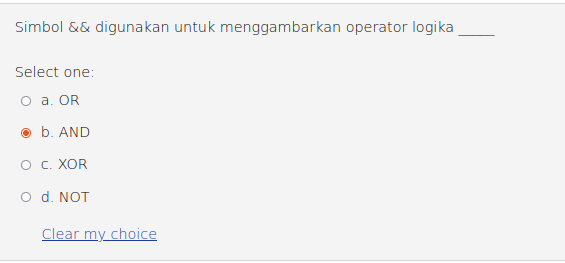 Simbol && digunakan untuk menggambarkan operator logika _____
Select one:
a. OR
b. AND
c. XOR
d. NOT
Clear my choice